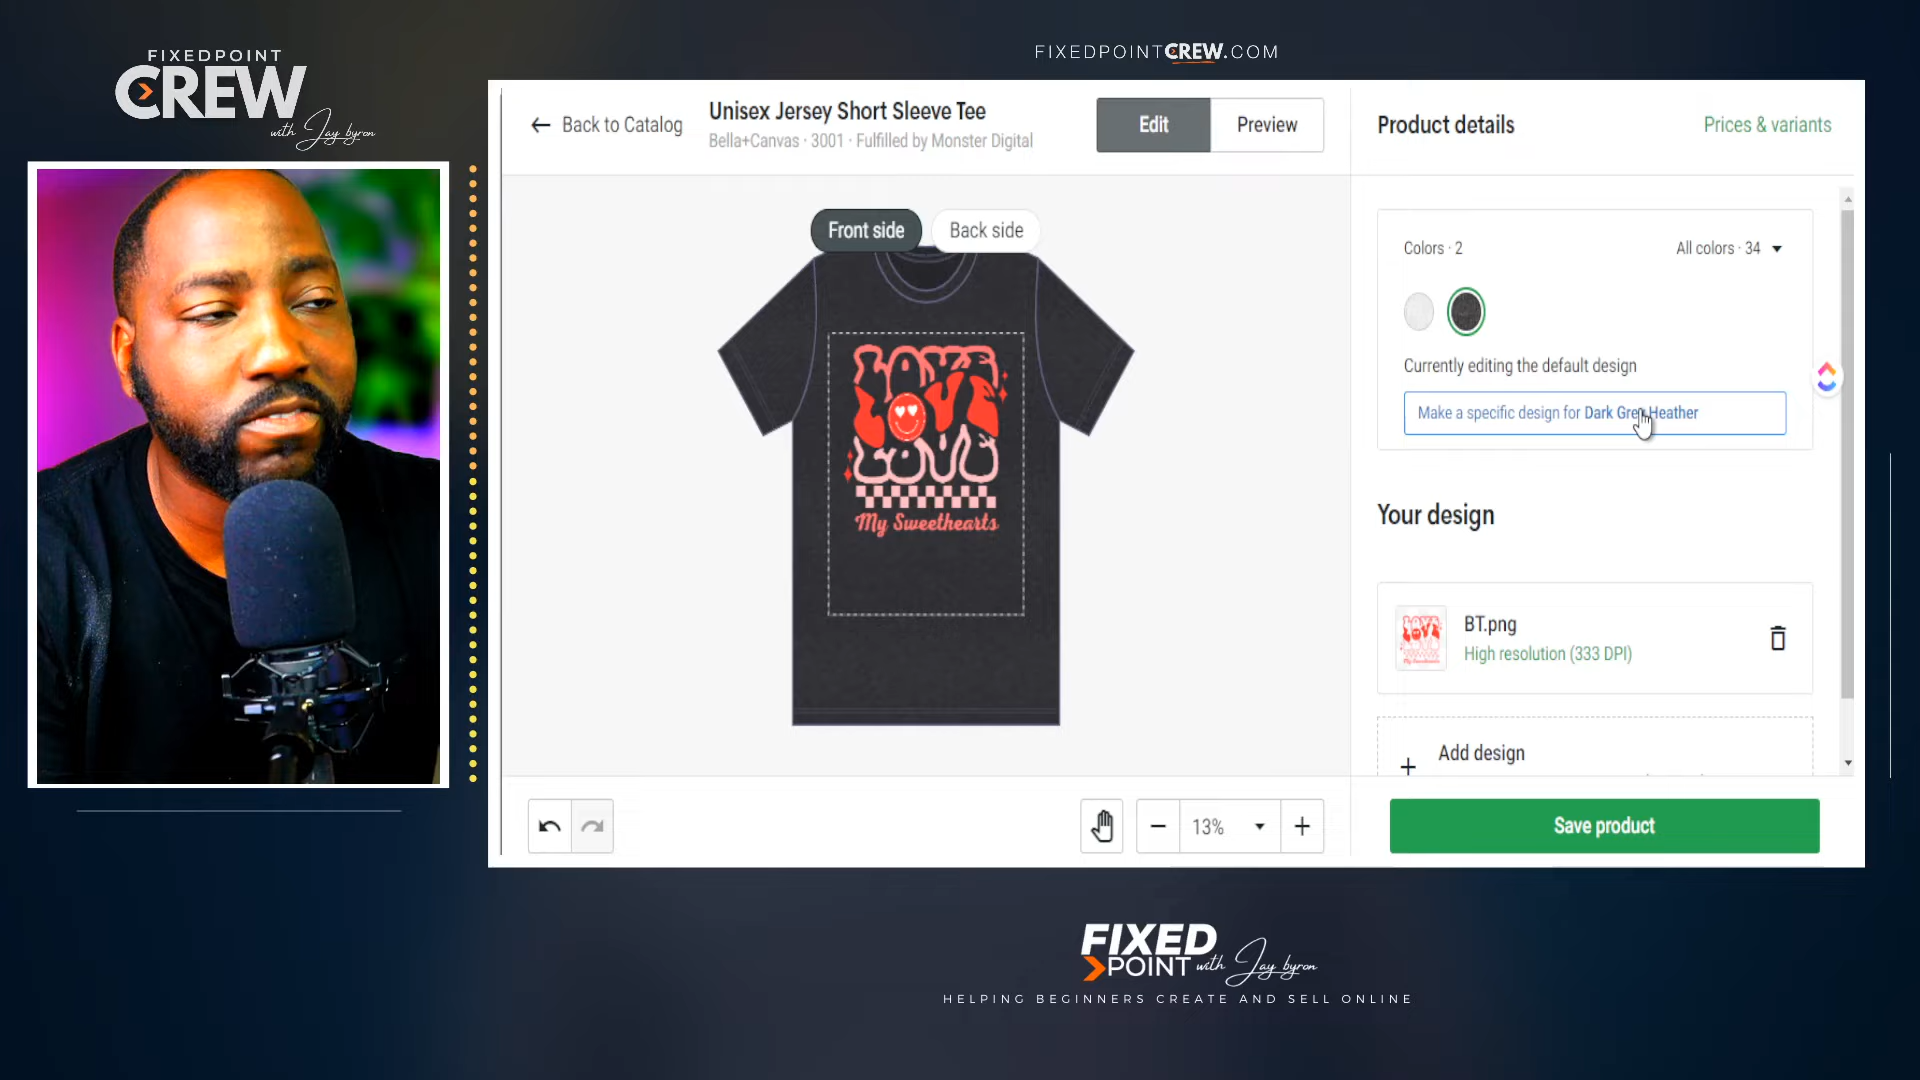 FIXEDPOINT
CREW
with Jay byron
FIXEDPOINTCREW.COM
Back to Catalog
Unisex Jersey Short Sleeve Tee
Bella+Canvas · 3001 · Fulfilled by Monster Digital
Edit
Preview
Product details
Prices & variants
Front side
Back side
Colors · 2
All colors · 34
Currently editing the default design
Make a specific design for Dark Grey Heather
LOVE
LOVE
LOVE
My Sweethearts
Your design
BT.png
High resolution (333 DPI)
Add design
13%
Save product
FIXED
POINT with Jay byron
HELPING BEGINNERS CREATE AND SELL ONLINE